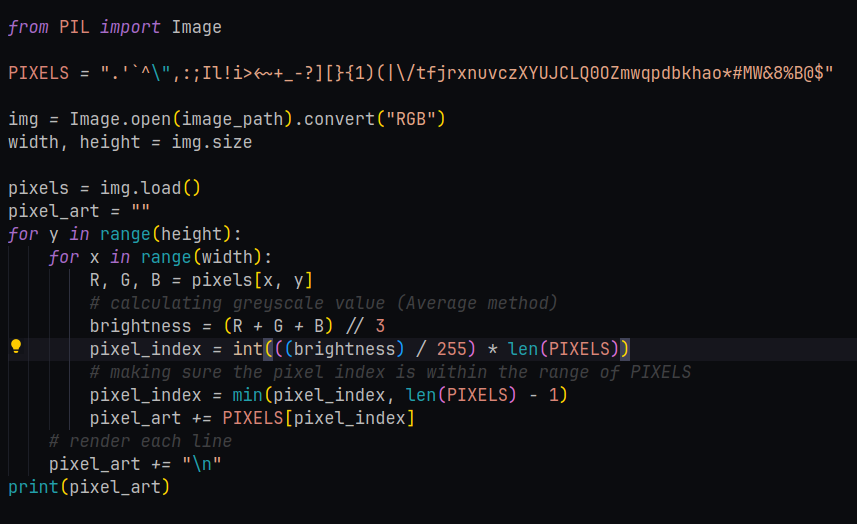 from PIL import Image
PIXELS = ".'`^\",:;Il!i><~+_-?][}{1)(|\/tfjrxnuvczXYUJCLQ0OZmwqpdbkhao*#MW&8%B@$"
img = Image.open(image_path).convert("RGB")
width, height = img.size
pixels = img.load()
pixel_art = ""
for y in range(height):
    for x in range(width):
        R, G, B = pixels[x, y]
        # calculating greyscale value (Average method)
        brightness = (R + G + B) // 3
        pixel_index = int(((brightness) / 255) * len(PIXELS))
        # making sure the pixel index is within the range of PIXELS
        pixel_index = min(pixel_index, len(PIXELS) - 1)
        pixel_art += PIXELS[pixel_index]
    # render each line
    pixel_art += "\n"
print(pixel_art)